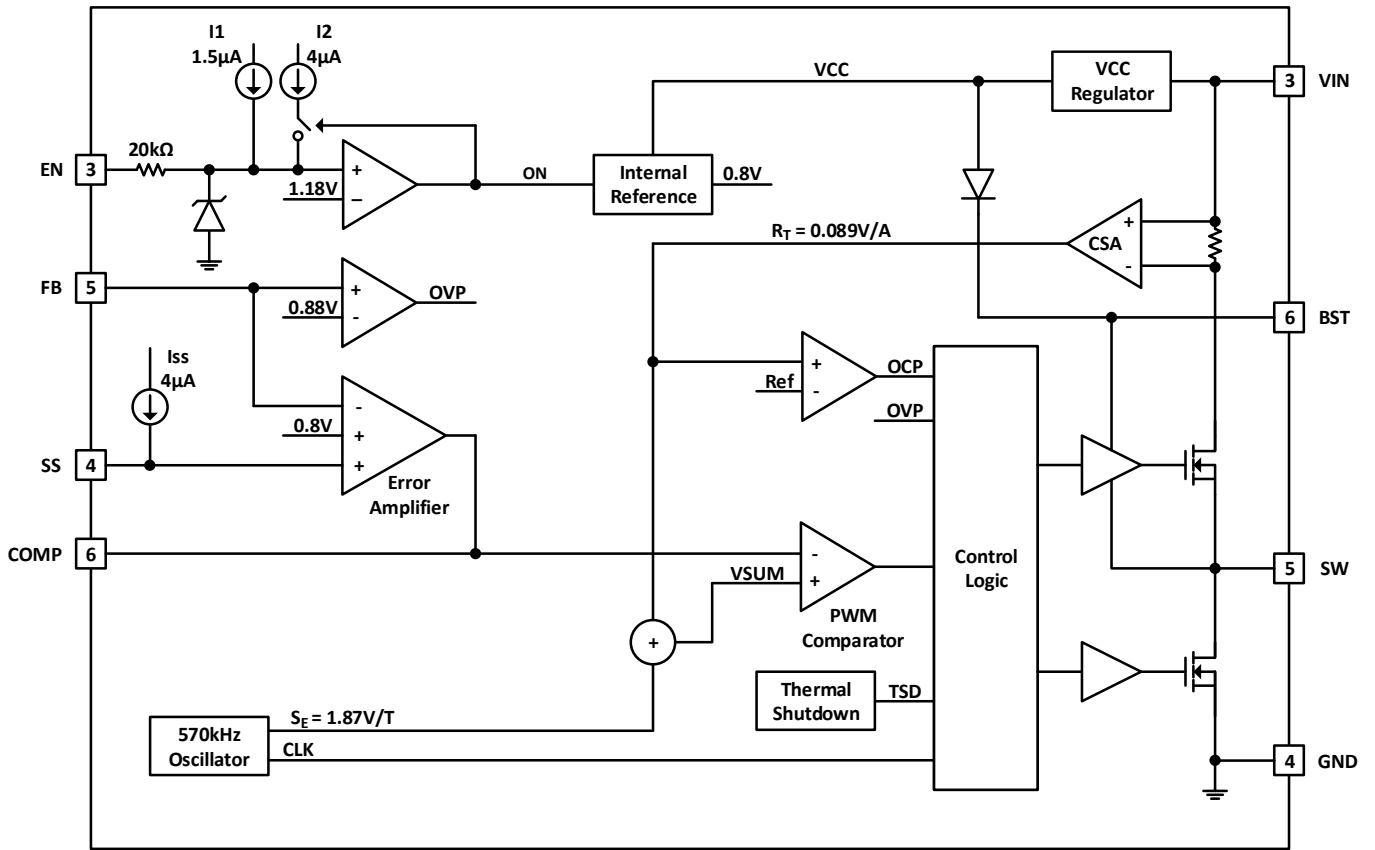 I1
1.5µA
I2
4µA
VCC
VCC
Regulator
3 VIN
EN 3
20kΩ
+
1.18V
–
ON
Internal
Reference
0.8V
RT = 0.089V/A
CSA
+
-
FB 5
+
0.88V
-
OVP
6 BST
Iss
4µA
-
0.8V
+
+
SS 4
Error
Amplifier
+
Ref
-
OCP
OVP
COMP 6
-
VSUM
+
PWM
Comparator
Control
Logic
5 SW
+
Thermal
Shutdown
TSD
SE = 1.87V/T
570kHz
Oscillator
CLK
4 GND